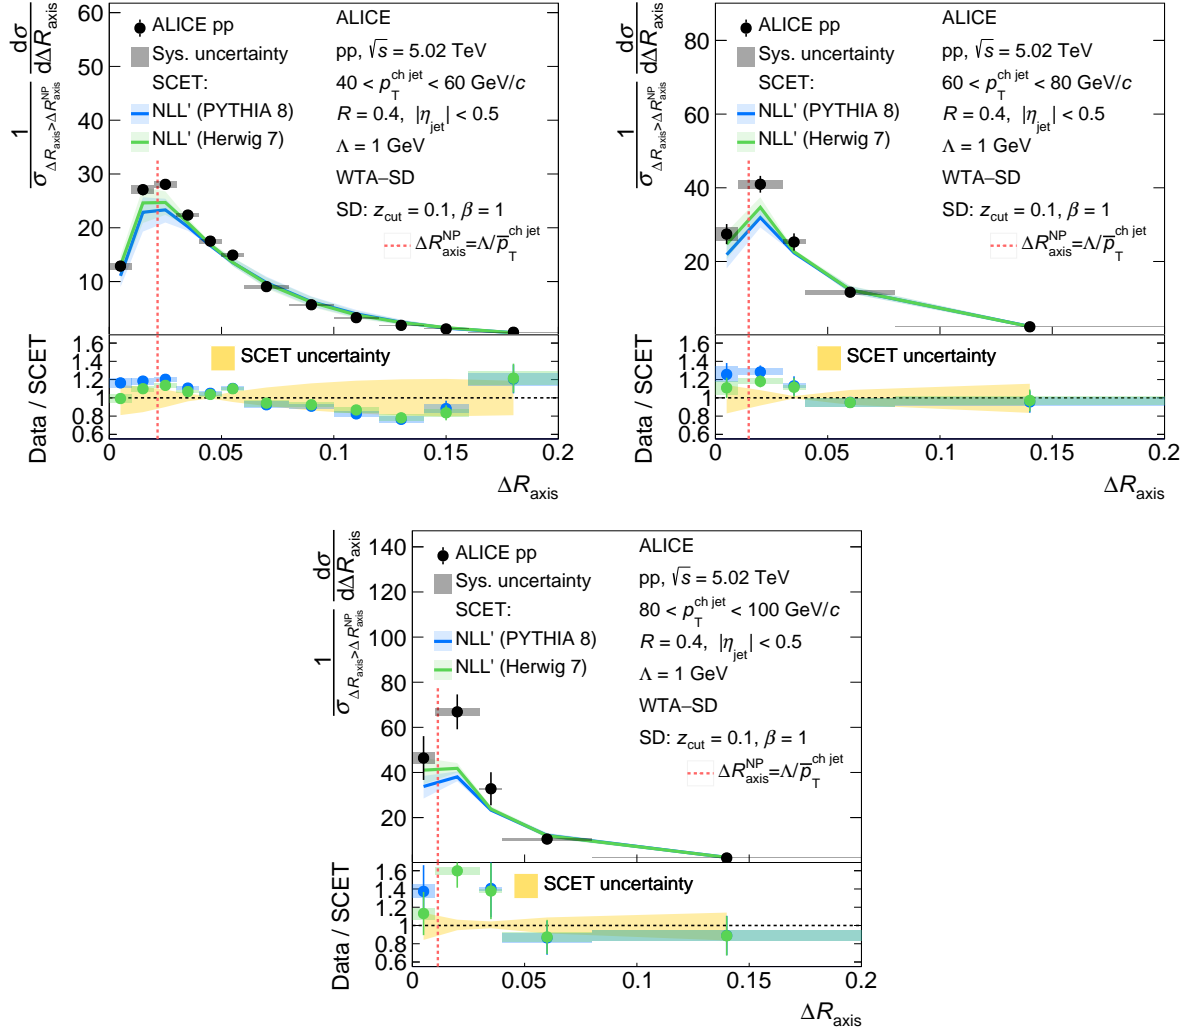 1
σ ΔR_axis>ΔR_axis^NP
dσ
dΔR_axis
60
50
40
30
20
10
ALICE pp
Sys. uncertainty
SCET:
NLL' (PYTHIA 8)
NLL' (Herwig 7)
ALICE
pp, √s = 5.02 TeV
40 < p_T^ch jet < 60 GeV/c
R = 0.4, |η_jet| < 0.5
Λ = 1 GeV
WTA–SD
SD: z_cut = 0.1, β = 1
ΔR_axis^NP=Λ/p̅_T^ch jet
Data / SCET
1.6
1.4
1.2
1
0.8
0.6
SCET uncertainty
0 0.05 0.1 0.15 0.2
ΔR_axis
1
σ ΔR_axis>ΔR_axis^NP
dσ
dΔR_axis
80
60
40
20
ALICE pp
Sys. uncertainty
SCET:
NLL' (PYTHIA 8)
NLL' (Herwig 7)
ALICE
pp, √s = 5.02 TeV
60 < p_T^ch jet < 80 GeV/c
R = 0.4, |η_jet| < 0.5
Λ = 1 GeV
WTA–SD
SD: z_cut = 0.1, β = 1
ΔR_axis^NP=Λ/p̅_T^ch jet
Data / SCET
1.6
1.4
1.2
1
0.8
0.6
SCET uncertainty
0 0.05 0.1 0.15 0.2
ΔR_axis
1
σ ΔR_axis>ΔR_axis^NP
dσ
dΔR_axis
140
120
100
80
60
40
20
ALICE pp
Sys. uncertainty
SCET:
NLL' (PYTHIA 8)
NLL' (Herwig 7)
ALICE
pp, √s = 5.02 TeV
80 < p_T^ch jet < 100 GeV/c
R = 0.4, |η_jet| < 0.5
Λ = 1 GeV
WTA–SD
SD: z_cut = 0.1, β = 1
ΔR_axis^NP=Λ/p̅_T^ch jet
Data / SCET
1.6
1.4
1.2
1
0.8
0.6
SCET uncertainty
0 0.05 0.1 0.15 0.2
ΔR_axis